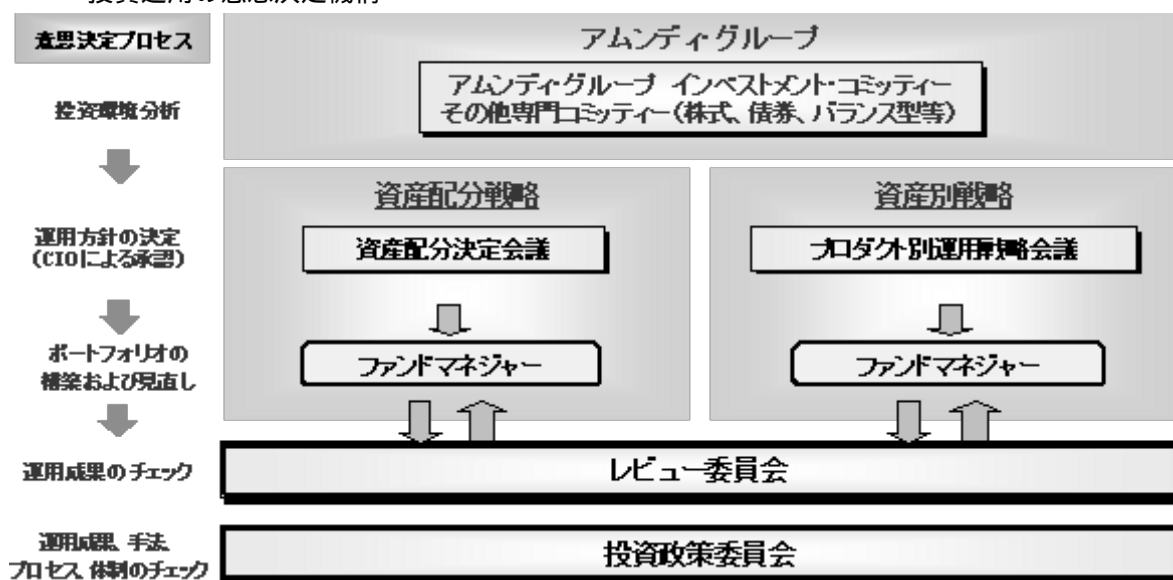 意思決定プロセス
アムンディ・グループ
アムンディ・グループ インベストメント・コミッティー
その他専門コミッティー(株式、債券、バランス型等)
投資環境分析
資産配分戦略
資産別戦略
運用方針の決定
(CIOによる承認)
資産配分決定会議
プロダクト別運用戦略会議
ポートフォリオの
構築および見直し
ファンドマネジャー
ファンドマネジャー
運用成果のチェック
レビュー委員会
運用成果、手法、
プロセス、体制のチェック
投資政策委員会